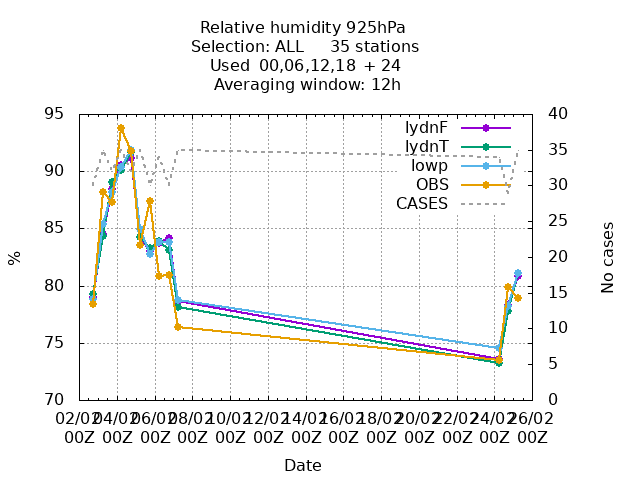 Relative humidity 925hPa
Selection: ALL     35 stations
Used  00,06,12,18 + 24
Averaging window: 12h
95 40
lydnF
lydnT
lowp
OBS
CASES
90
85
80
75
70
35
30
25
20
15
10
5
0
%
No cases
02/02 04/02 06/02 08/02 10/02 12/02 14/02 16/02 18/02 20/02 22/02 24/02 26/02
00Z 00Z 00Z 00Z 00Z 00Z 00Z 00Z 00Z 00Z 00Z 00Z 00Z
Date